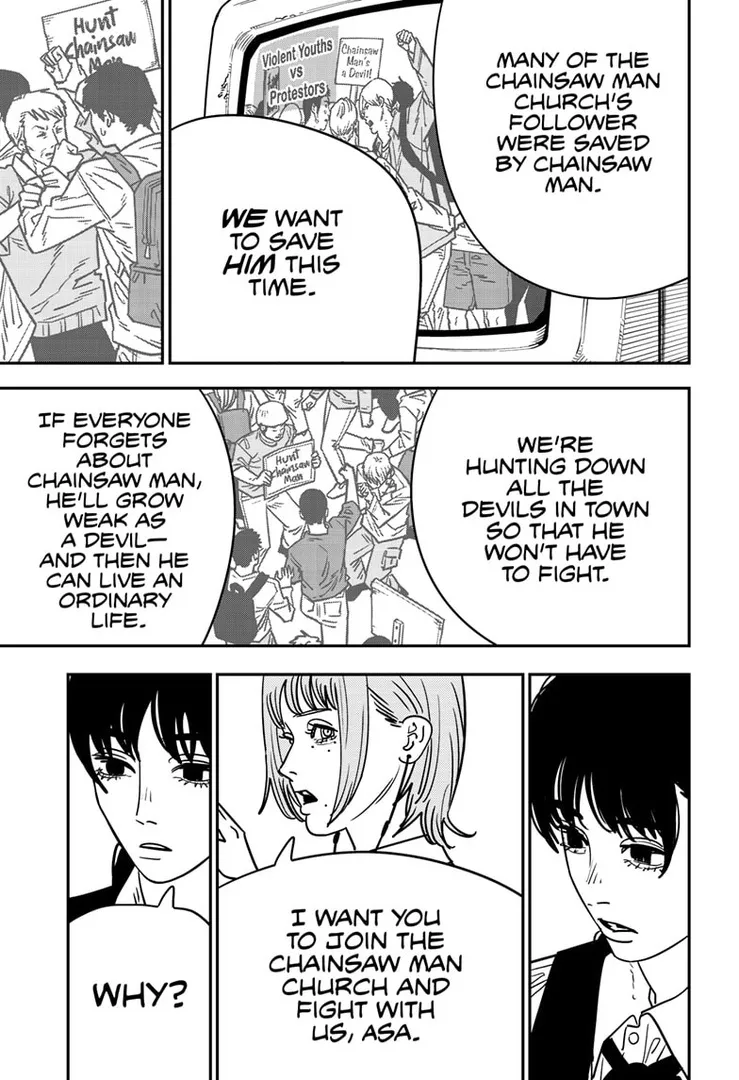 MANY OF THE
CHAINSAW MAN
CHURCH'S
FOLLOWER
WERE SAVED
BY CHAINSAW
MAN.
Violent Youths
vs
Protestors
Chainsaw
Man's
a Devil!
WE WANT
TO SAVE
HIM THIS
TIME.
Hunt
Chainsaw
Man
WE'RE
HUNTING DOWN
ALL THE
DEVILS IN TOWN
SO THAT HE
WON'T HAVE
TO FIGHT.
Hunt
Chainsaw
Man
IF EVERYONE
FORGETS
ABOUT
CHAINSAW MAN,
HE'LL GROW
WEAK AS
A DEVIL—
AND THEN HE
CAN LIVE AN
ORDINARY
LIFE.
I WANT YOU
TO JOIN THE
CHAINSAW MAN
CHURCH AND
FIGHT WITH
US, ASA.
WHY?